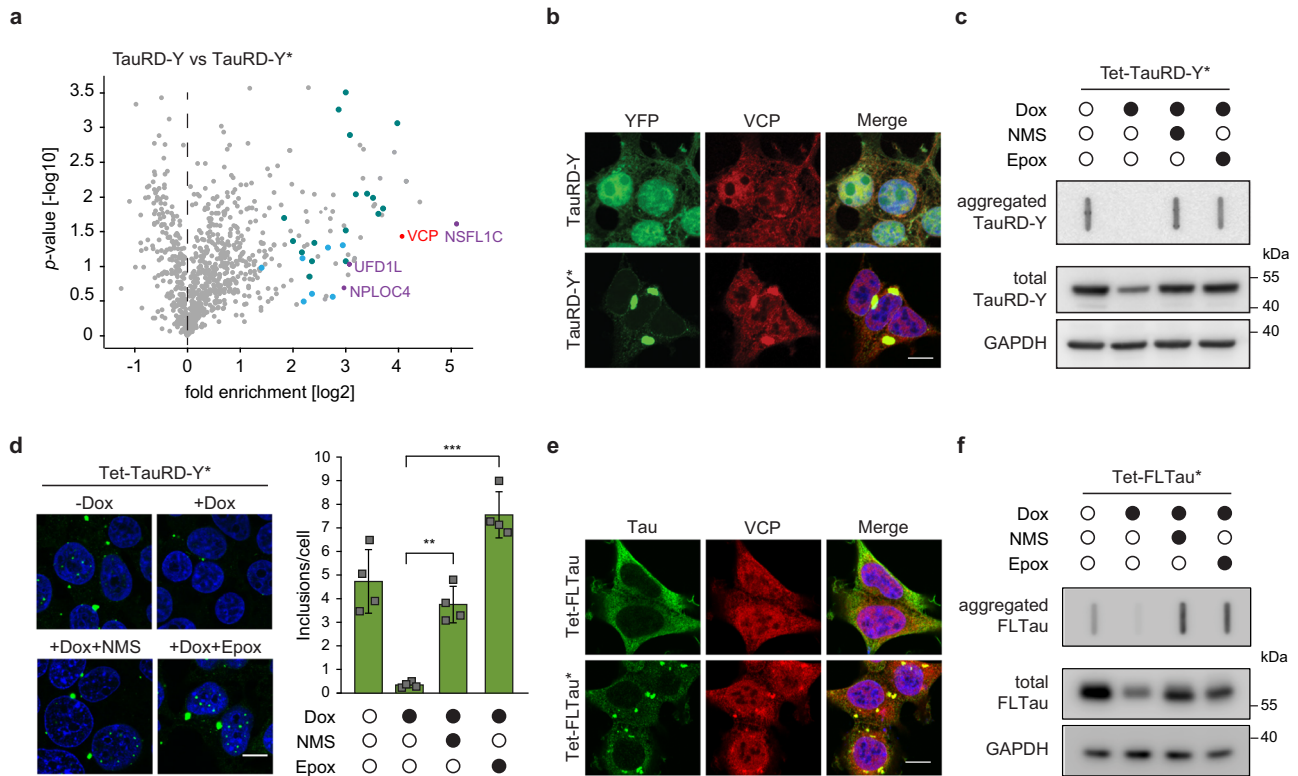 a
TauRD-Y vs TauRD-Y*
p-value [-log10]
3.5
3
2.5
2
1.5
1
0.5
0
-1 0 1 2 3 4 5
fold enrichment [log2]
VCP
NSFL1C
UFD1L
NPLOC4
b
YFP VCP Merge
TauRD-Y
TauRD-Y*
c
Tet-TauRD-Y*
Dox
NMS
Epox
aggregated
TauRD-Y
kDa
total
TauRD-Y
55
40
GAPDH
40
d
Tet-TauRD-Y*
-Dox +Dox
+Dox+NMS +Dox+Epox
Inclusions/cell
10
9
8
7
6
5
4
3
2
1
0
***
**
Dox
NMS
Epox
e
Tau VCP Merge
Tet-FLTau
Tet-FLTau*
f
Tet-FLTau*
Dox
NMS
Epox
aggregated
FLTau
kDa
total
FLTau
55
GAPDH
40